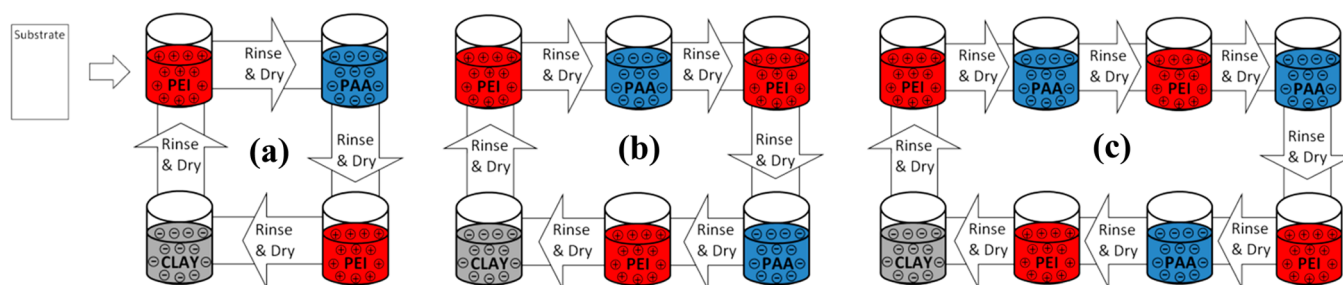 Substrate
PEI
Rinse
& Dry
PAA
Rinse
& Dry
PEI
Rinse
& Dry
CLAY
Rinse
& Dry
(a)
PEI
Rinse
& Dry
PAA
Rinse
& Dry
PEI
Rinse
& Dry
PAA
Rinse
& Dry
PEI
Rinse
& Dry
CLAY
Rinse
& Dry
(b)
PEI
Rinse
& Dry
PAA
Rinse
& Dry
PEI
Rinse
& Dry
PAA
Rinse
& Dry
PEI
Rinse
& Dry
PAA
Rinse
& Dry
PEI
Rinse
& Dry
CLAY
Rinse
& Dry
(c)